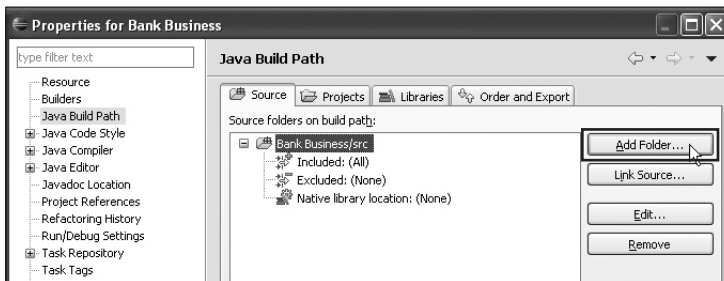 Properties for Bank Business
type filter text
Resource
Builders
Java Build Path
Java Code Style
Java Compiler
Java Editor
Javadoc Location
Project References
Refactoring History
Run/Debug Settings
Task Repository
Task Tags
Java Build Path
Source Projects Libraries Order and Export
Source folders on build path:
Bank Business/src
Included: (All)
Excluded: (None)
Native library location: (None)
Add Folder...
Link Source...
Edit...
Remove